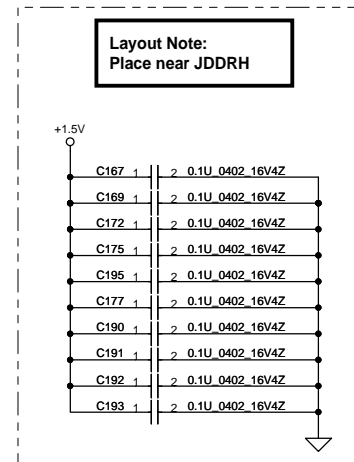 Layout Note:
Place near JDDRH
+1.5V
C167 1 2 0.1U_0402_16V4Z
C169 1 2 0.1U_0402_16V4Z
C172 1 2 0.1U_0402_16V4Z
C175 1 2 0.1U_0402_16V4Z
C195 1 2 0.1U_0402_16V4Z
C177 1 2 0.1U_0402_16V4Z
C190 1 2 0.1U_0402_16V4Z
C191 1 2 0.1U_0402_16V4Z
C192 1 2 0.1U_0402_16V4Z
C193 1 2 0.1U_0402_16V4Z